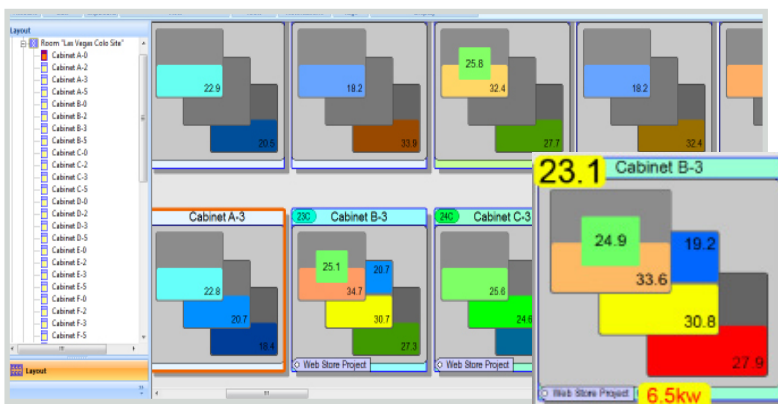 Layout
Room "Las Vegas Colo Site"
Cabinet A-0
Cabinet A-2
Cabinet A-3
Cabinet A-5
Cabinet B-0
Cabinet B-2
Cabinet B-3
Cabinet B-5
Cabinet C-0
Cabinet C-2
Cabinet C-3
Cabinet C-5
Cabinet D-0
Cabinet D-2
Cabinet D-3
Cabinet D-5
Cabinet E-0
Cabinet E-2
Cabinet E-3
Cabinet E-5
Cabinet F-0
Cabinet F-2
Cabinet F-3
Cabinet F-5
Layout
22.9
20.5
18.2
33.9
25.8
32.4
27.7
18.2
32.4
Cabinet A-3
22.8
20.7
18.4
23C Cabinet B-3
25.1
20.7
34.7
30.7
27.3
Web Store Project
24C Cabinet C-3
25.6
24.6
Web Store Project
23.1 Cabinet B-3
24.9
19.2
33.6
30.8
27.9
Web Store Project 6.5kw